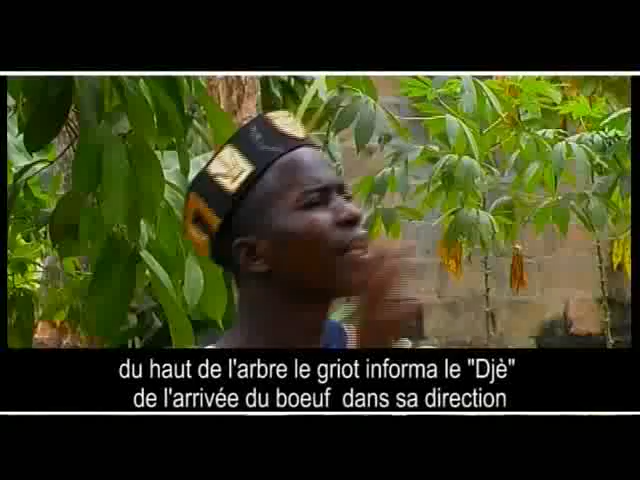 du haut de l'arbre le griot informa le "Djè"
de l'arrivée du boeuf dans sa direction